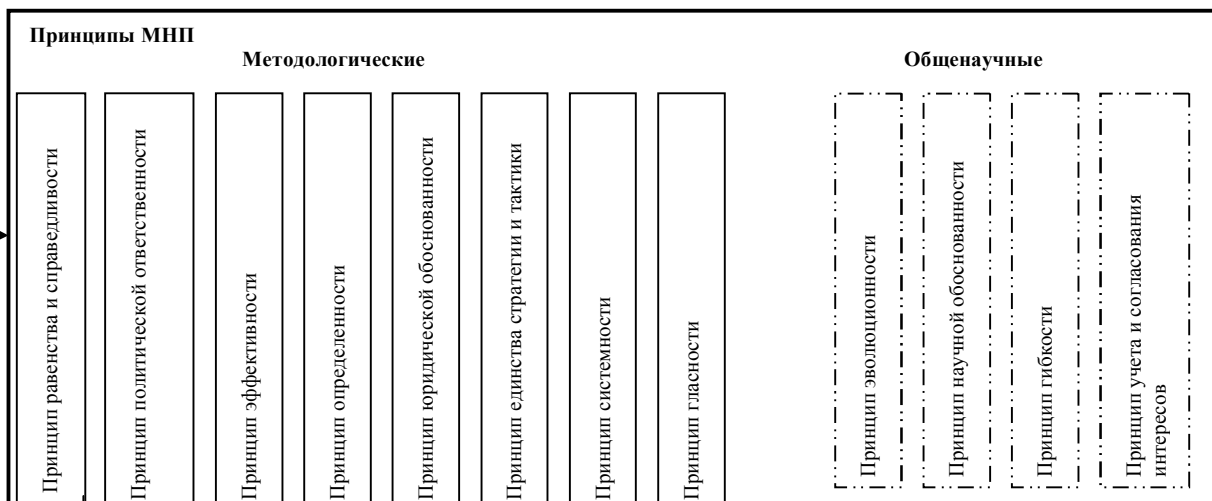 Принципы МНП
Методологические
Общенаучные
Принцип равенства и справедливости
Принцип политической ответственности
Принцип эффективности
Принцип определенности
Принцип юридической обоснованности
Принцип единства стратегии и тактики
Принцип системности
Принцип гласности
Принцип эволюционности
Принцип научной обоснованности
Принцип гибкости
Принцип учета и согласования
интересов